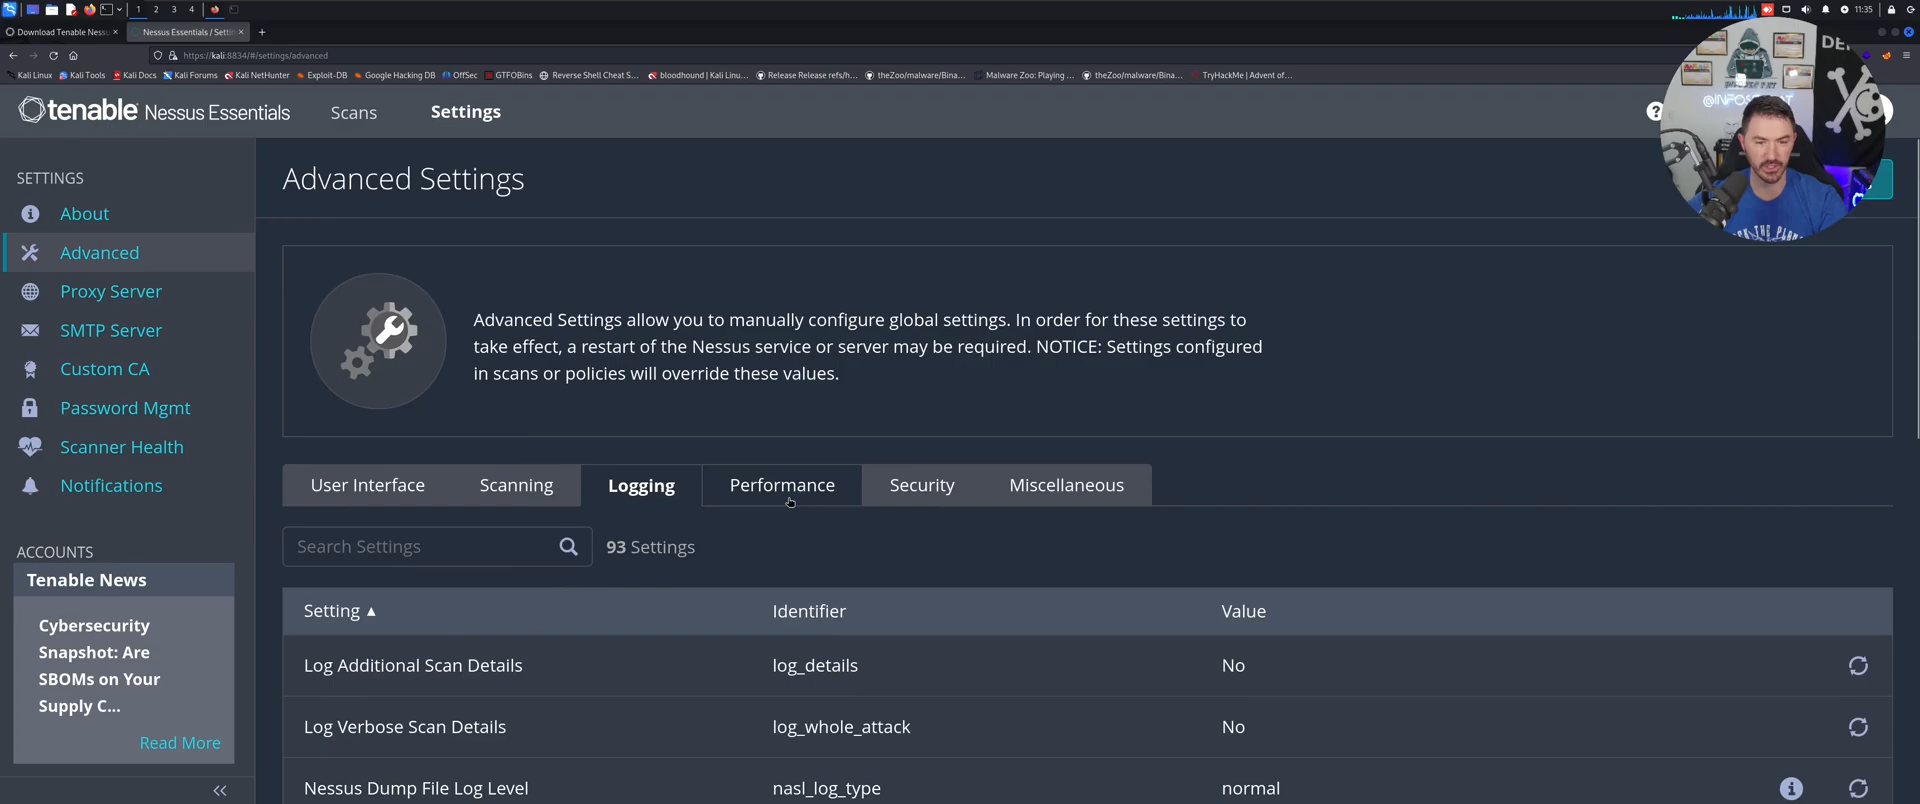 1 2 3 4 11:35
Download Tenable Nessu × Nessus Essentials / Settin × +
https://kali:8834/#/settings/advanced
Kali Linux Kali Tools Kali Docs Kali Forums Kali NetHunter Exploit-DB Google Hacking DB OffSec GTFOBins Reverse Shell Cheat S... bloodhound | Kali Linu... Release Release refs/h... theZoo/malware/Bina... Malware Zoo: Playing ... theZoo/malware/Bina... TryHackMe | Advent of...
tenable Nessus Essentials Scans Settings
SETTINGS
About
Advanced
Proxy Server
SMTP Server
Custom CA
Password Mgmt
Scanner Health
Notifications
ACCOUNTS
Tenable News
Cybersecurity
Snapshot: Are
SBOMs on Your
Supply C...
Read More
Advanced Settings
Advanced Settings allow you to manually configure global settings. In order for these settings to
take effect, a restart of the Nessus service or server may be required. NOTICE: Settings configured
in scans or policies will override these values.
User Interface Scanning Logging Performance Security Miscellaneous
Search Settings 93 Settings
Setting ▲ Identifier Value
Log Additional Scan Details log_details No
Log Verbose Scan Details log_whole_attack No
Nessus Dump File Log Level nasl_log_type normal